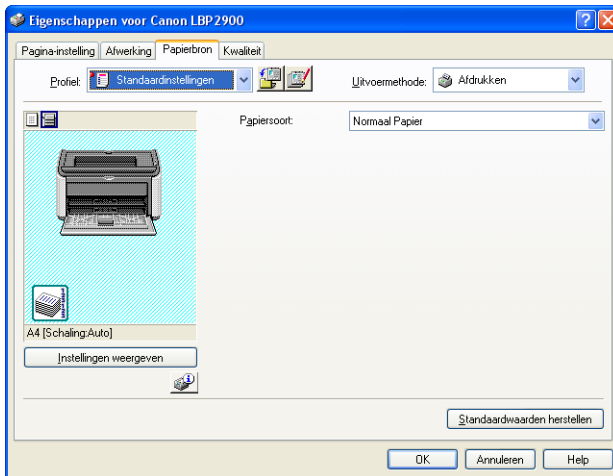 Eigenschappen voor Canon LBP2900
Pagina-instelling Afwerking Papierbron Kwaliteit
Profiel: Standaardinstellingen Uitvoermethode: Afdrukken
Papiersoort: Normaal Papier
A4 [Schaling:Auto]
Instellingen weergeven
Standaardwaarden herstellen
OK Annuleren Help